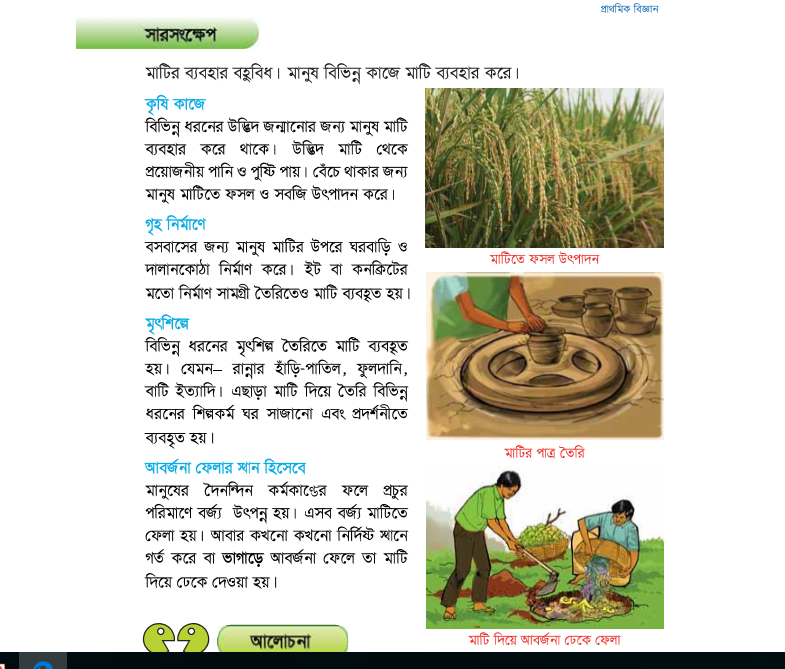 প্রাথমিক বিজ্ঞান
সারসংক্ষেপ
মাটির ব্যবহার বহুবিধ। মানুষ বিভিন্ন কাজে মাটি ব্যবহার করে।
কৃষি কাজে
বিভিন্ন ধরনের উদ্ভিদ জন্মানোর জন্য মানুষ মাটি
ব্যবহার করে থাকে। উদ্ভিদ মাটি থেকে
প্রয়োজনীয় পানি ও পুষ্টি পায়। বেঁচে থাকার জন্য
মানুষ মাটিতে ফসল ও সবজি উৎপাদন করে।
গৃহ নির্মাণে
বসবাসের জন্য মানুষ মাটির উপরে ঘরবাড়ি ও
দালানকোঠা নির্মাণ করে। ইট বা কনক্রিটের
মতো নির্মাণ সামগ্রী তৈরিতেও মাটি ব্যবহৃত হয়।
মৃৎশিল্পে
বিভিন্ন ধরনের মৃৎশিল্প তৈরিতে মাটি ব্যবহৃত
হয়। যেমন– রান্নার হাঁড়ি-পাতিল, ফুলদানি,
বাটি ইত্যাদি। এছাড়া মাটি দিয়ে তৈরি বিভিন্ন
ধরনের শিল্পকর্ম ঘর সাজানো এবং প্রদর্শনীতে
ব্যবহৃত হয়।
আবর্জনা ফেলার স্থান হিসেবে
মানুষের দৈনন্দিন কর্মকাণ্ডের ফলে প্রচুর
পরিমাণে বর্জ্য উৎপন্ন হয়। এসব বর্জ্য মাটিতে
ফেলা হয়। আবার কখনো কখনো নির্দিষ্ট স্থানে
গর্ত করে বা ভাগাড়ে আবর্জনা ফেলে তা মাটি
দিয়ে ঢেকে দেওয়া হয়।
মাটিতে ফসল উৎপাদন
মাটির পাত্র তৈরি
মাটি দিয়ে আবর্জনা ঢেকে ফেলা
আলোচনা